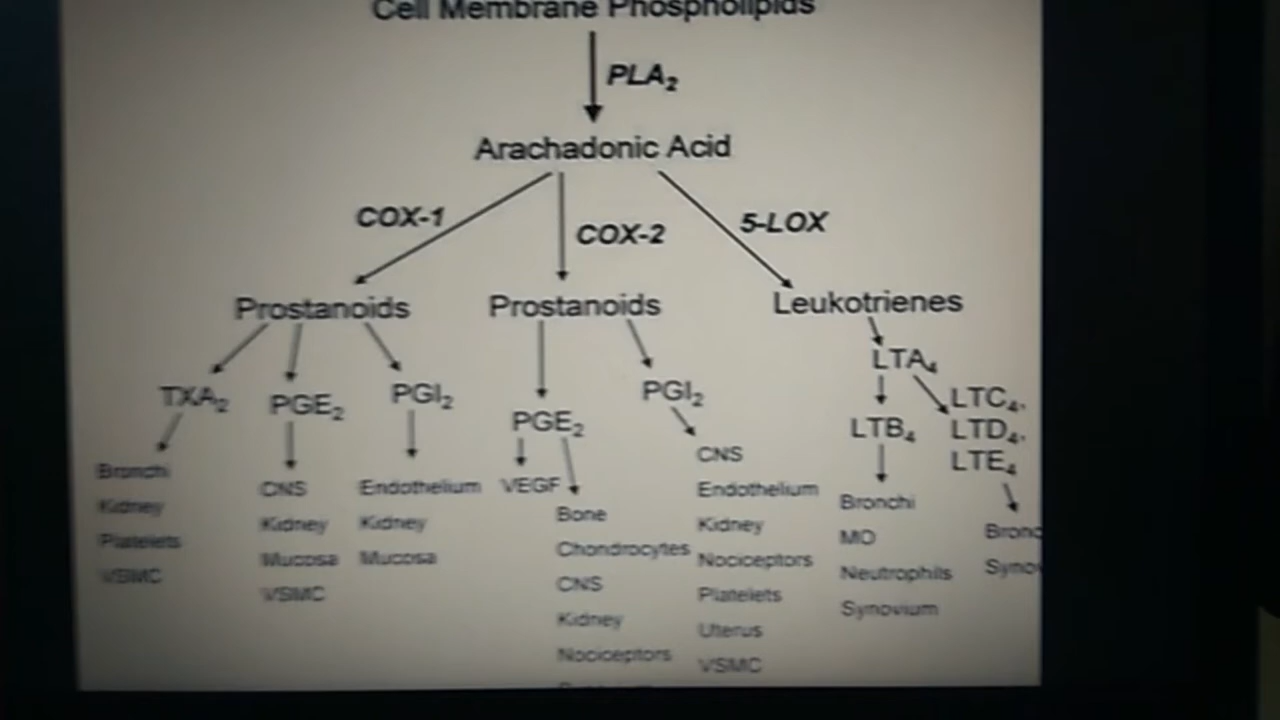 Cell Membrane Phospholipids
PLA2
Arachadonic Acid
COX-1
COX-2
5-LOX
Prostanoids
Prostanoids
Leukotrienes
TXA2
PGE2
PGI2
PGE2
PGI2
LTA4
LTB4
LTC4,
LTD4,
LTE4
Bronchi
Kidney
Platelets
VSMC
CNS
Kidney
Mucosa
VSMC
Endothelium
Kidney
Mucosa
VEGF
Bone
Chondrocytes
CNS
Kidney
Nociceptors
CNS
Endothelium
Kidney
Nociceptors
Platelets
Uterus
VSMC
Bronchi
MO
Neutrophils
Synovium
Bronc
Synov